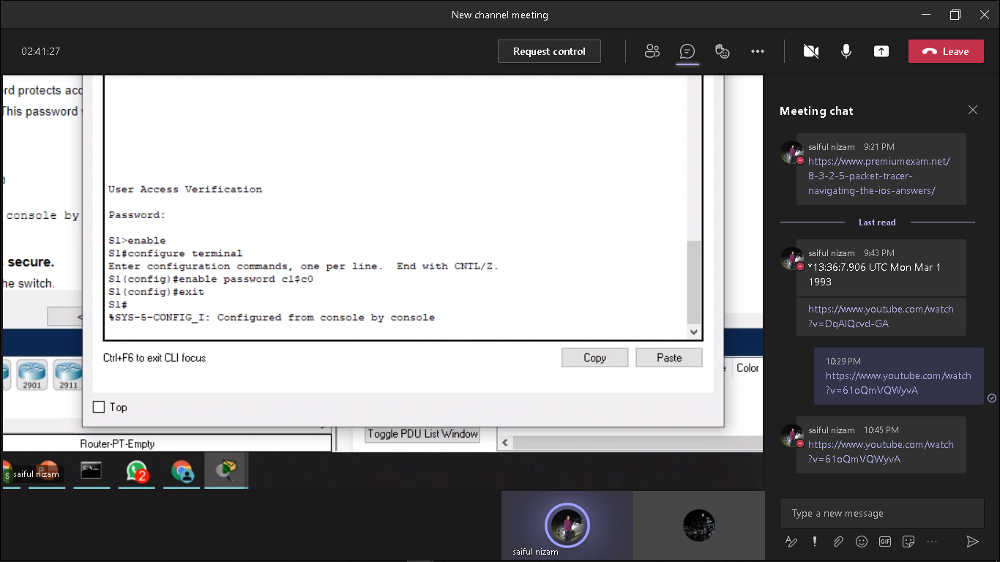 New channel meeting
02:41:27
Request control
Leave
rd protects acc
This password
console by
secure.
he switch.
<
User Access Verification
Password:
S1>enable
S1#configure terminal
Enter configuration commands, one per line.  End with CNTL/Z.
S1(config)#enable password c1$c0
S1(config)#exit
S1#
%SYS-5-CONFIG_I: Configured from console by console
Ctrl+F6 to exit CLI focus
Copy
Paste
Top
2901
2911
Color
Toggle PDU List Window
Router-PT-Empty
2
saiful nizam
saiful nizam
Meeting chat
saiful nizam 9:21 PM
https://www.premiumexam.net/
8-3-2-5-packet-tracer-
navigating-the-ios-answers/
Last read
saiful nizam 9:43 PM
*13:36:7.906 UTC Mon Mar 1
1993
https://www.youtube.com/watch
?v=DqAlQcvd-GA
10:29 PM
https://www.youtube.com/watch
?v=61oQmVQWyvA
saiful nizam 10:45 PM
https://www.youtube.com/watch
?v=61oQmVQWyvA
Type a new message
GIF